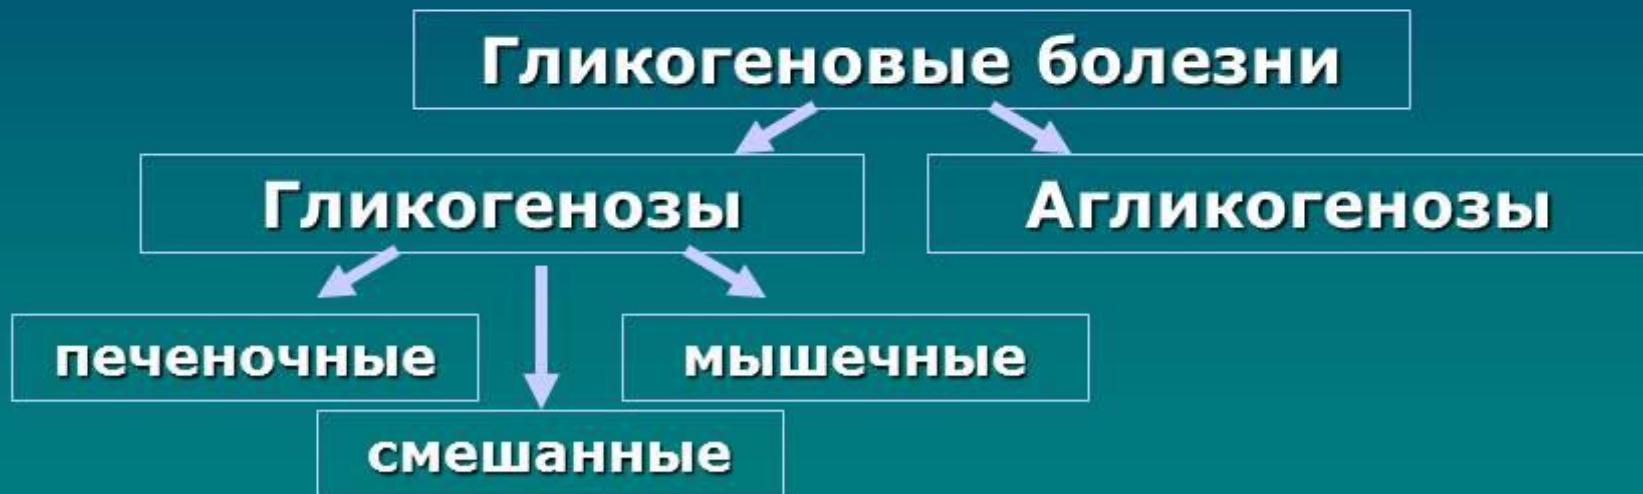 Гликогеновые болезни
Гликогенозы
Агликогенозы
печеночные
мышечные
смешанные